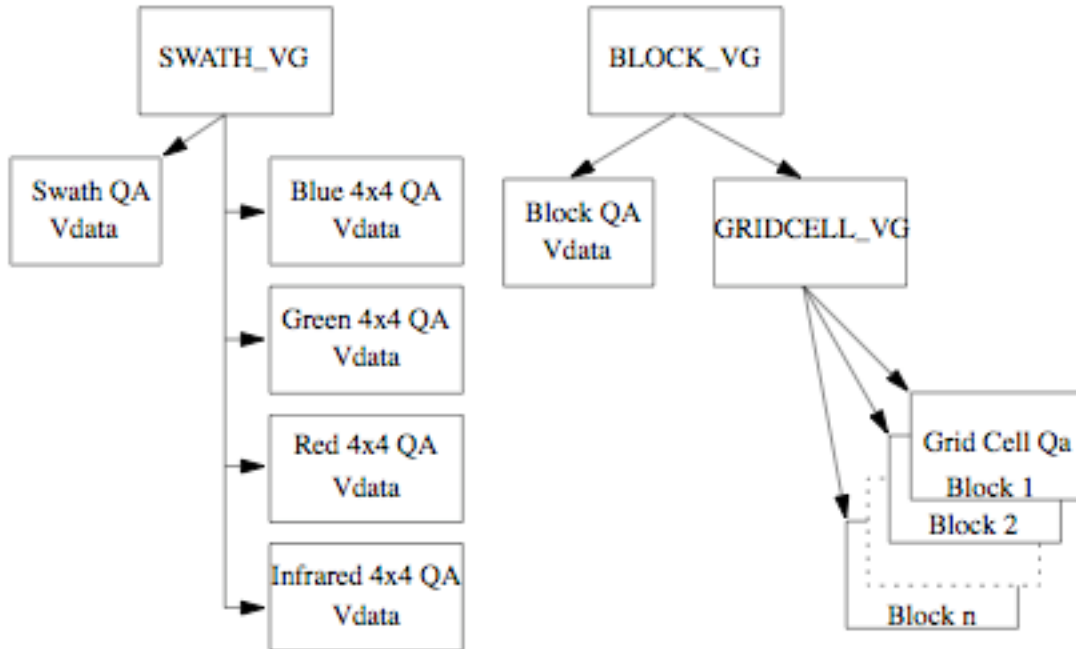 SWATH_VG
BLOCK_VG
Swath QA
Vdata
Blue 4x4 QA
Vdata
Green 4x4 QA
Vdata
Red 4x4 QA
Vdata
Infrared 4x4 QA
Vdata
Block QA
Vdata
GRIDCELL_VG
Grid Cell Qa
Block 1
Block 2
Block n